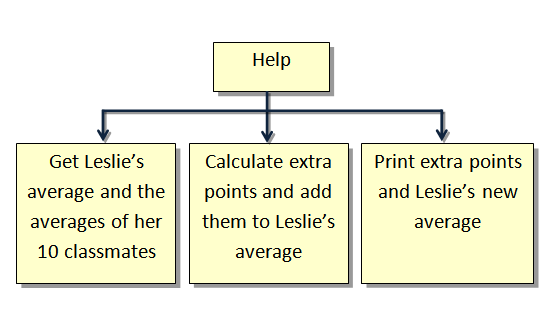 Help
Get Leslie’s
average and the
averages of her
10 classmates
Calculate extra
points and add
them to Leslie’s
average
Print extra points
and Leslie’s new
average